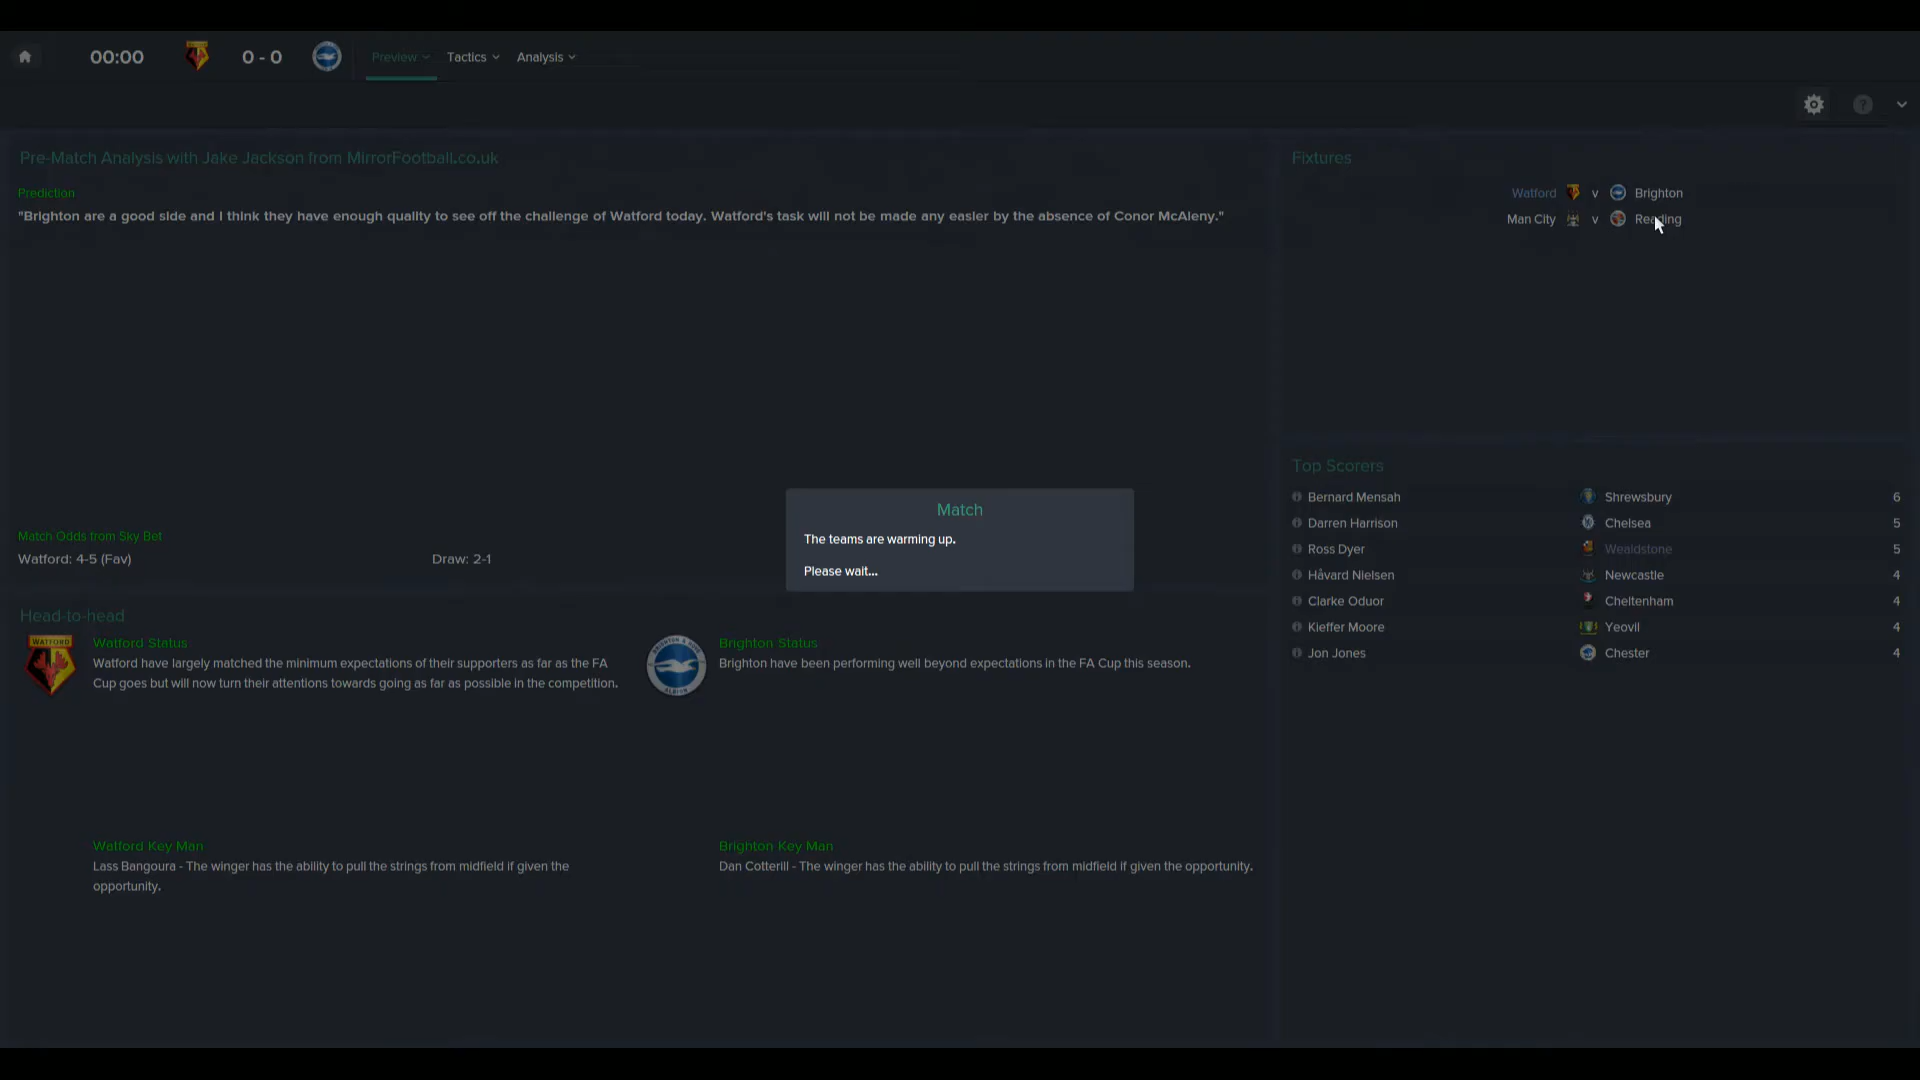 00:00
0 - 0
Preview
Tactics
Analysis
?
Pre-Match Analysis with Jake Jackson from MirrorFootball.co.uk
Prediction
"Brighton are a good side and I think they have enough quality to see off the challenge of Watford today. Watford's task will not be made any easier by the absence of Conor McAleny."
Match Odds from Sky Bet
Watford: 4-5 (Fav)
Draw: 2-1
Match
The teams are warming up.
Please wait...
Head-to-head
WATFORD
Watford Status
Watford have largely matched the minimum expectations of their supporters as far as the FA
Cup goes but will now turn their attentions towards going as far as possible in the competition.
Brighton Status
Brighton have been performing well beyond expectations in the FA Cup this season.
Watford Key Man
Lass Bangoura - The winger has the ability to pull the strings from midfield if given the
opportunity.
Brighton Key Man
Dan Cotterill - The winger has the ability to pull the strings from midfield if given the opportunity.
Fixtures
Watford v Brighton
Man City v Reading
Top Scorers
Bernard Mensah Shrewsbury 6
Darren Harrison Chelsea 5
Ross Dyer Wealdstone 5
Håvard Nielsen Newcastle 4
Clarke Oduor Cheltenham 4
Kieffer Moore Yeovil 4
Jon Jones Chester 4